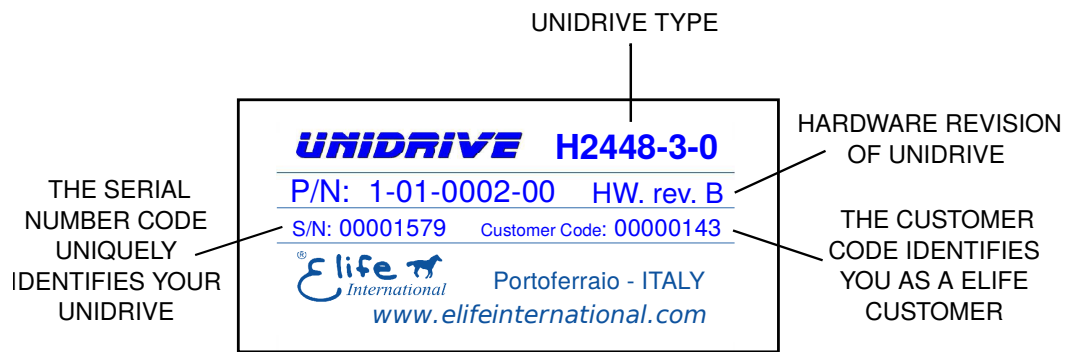 UNIDRIVE TYPE
UNIDRIVE H2448-3-0
P/N: 1-01-0002-00 HW. rev. B
S/N: 00001579 Customer Code: 00000143
® Elife
International
Portoferraio - ITALY
www.elifeinternational.com
HARDWARE REVISION
OF UNIDRIVE
THE SERIAL
NUMBER CODE
UNIQUELY
IDENTIFIES YOUR
UNIDRIVE
THE CUSTOMER
CODE IDENTIFIES
YOU AS A ELIFE
CUSTOMER